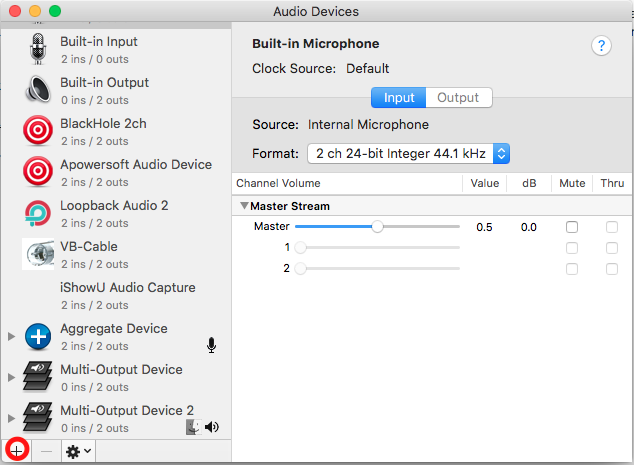 Audio Devices
Built-in Input
2 ins / 0 outs
Built-in Output
0 ins / 2 outs
BlackHole 2ch
2 ins / 2 outs
Apowersoft Audio Device
2 ins / 2 outs
Loopback Audio 2
2 ins / 2 outs
VB-Cable
2 ins / 2 outs
iShowU Audio Capture
2 ins / 2 outs
Aggregate Device
2 ins / 2 outs
Multi-Output Device
0 ins / 2 outs
Multi-Output Device 2
0 ins / 2 outs
Built-in Microphone
?
Clock Source: Default
Input Output
Source: Internal Microphone
Format: 2 ch 24-bit Integer 44.1 kHz
Channel Volume Value dB Mute Thru
Master Stream
Master 0.5 0.0
1
2